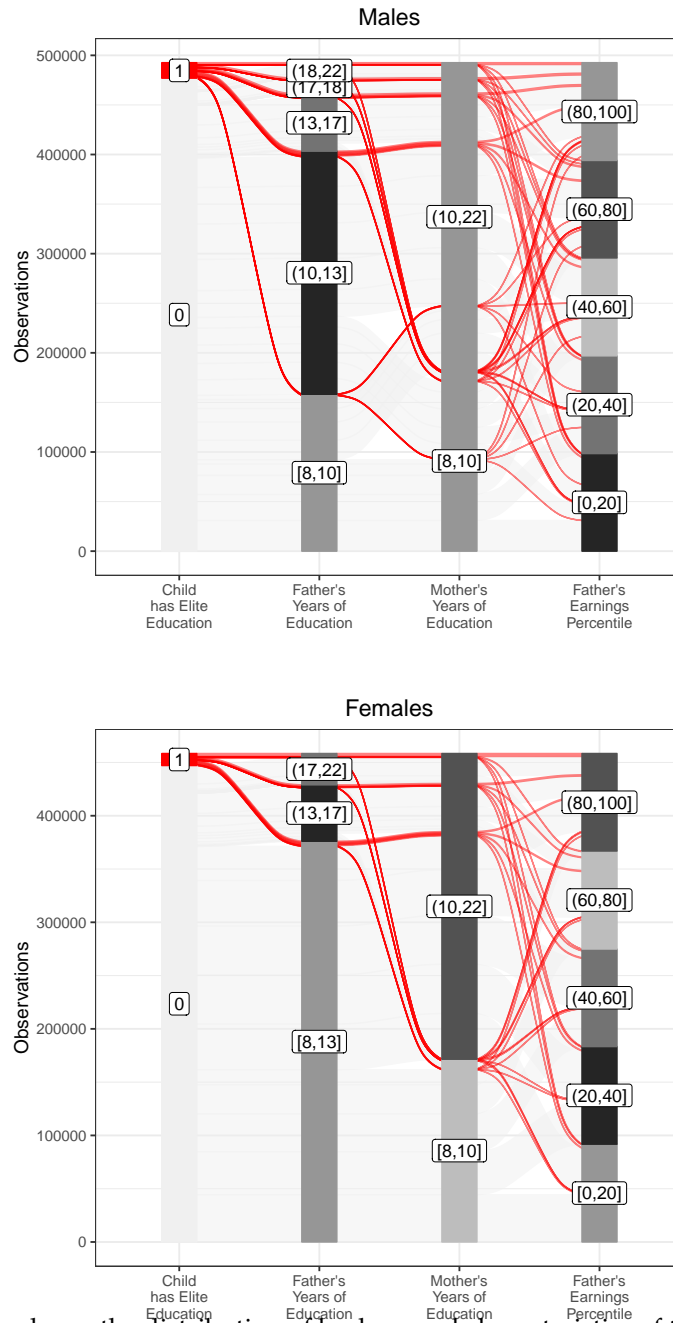 Males
500000
400000
300000
200000
100000
0
Observations
1
0
(18,22]
(17,18]
(13,17]
(10,13]
[8,10]
(10,22]
[8,10]
(80,100]
(60,80]
(40,60]
(20,40]
[0,20]
Child
has Elite
Education
Father's
Years of
Education
Mother's
Years of
Education
Father's
Earnings
Percentile
Females
400000
300000
200000
100000
0
Observations
1
0
(17,22]
(13,17]
[8,13]
(10,22]
[8,10]
(80,100]
(60,80]
(40,60]
(20,40]
[0,20]
Child
has Elite
Education
Father's
Years of
Education
Mother's
Years of
Education
Father's
Earnings
Percentile